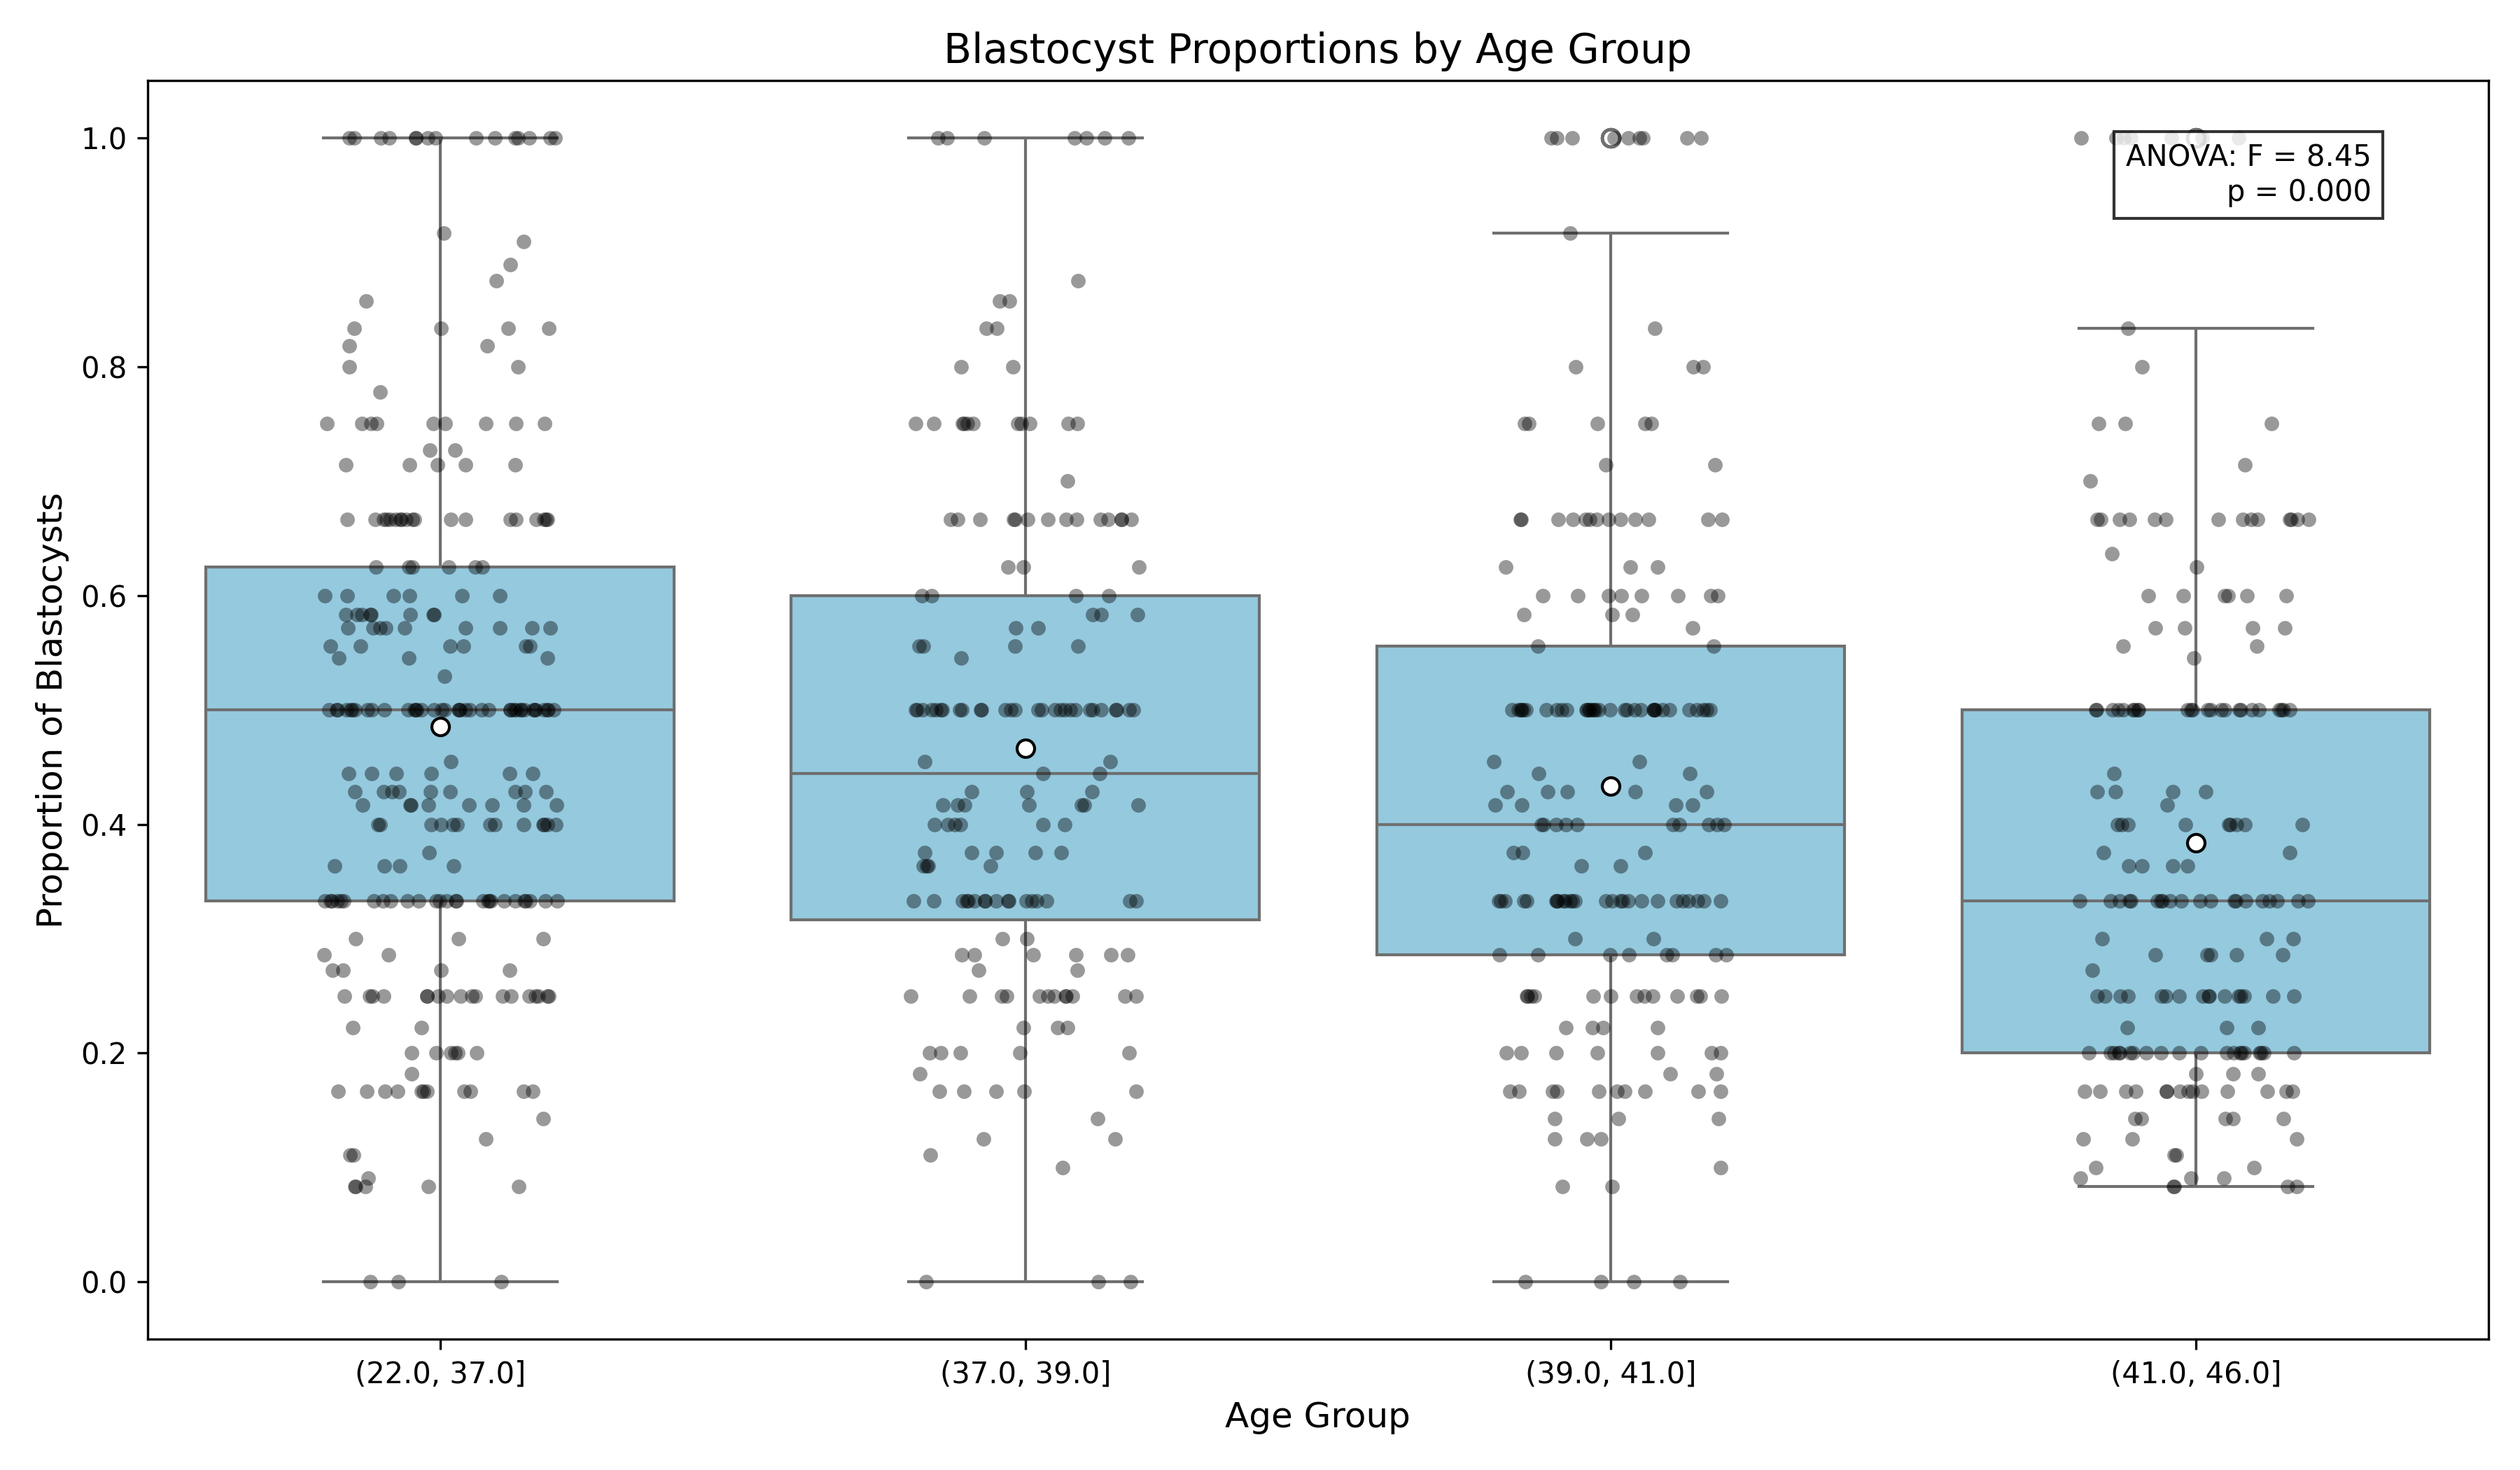 Blastocyst Proportions by Age Group
ANOVA: F = 8.45
p = 0.000
Proportion of Blastocysts
1.0
0.8
0.6
0.4
0.2
0.0
(22.0, 37.0]
(37.0, 39.0]
(39.0, 41.0]
(41.0, 46.0]
Age Group